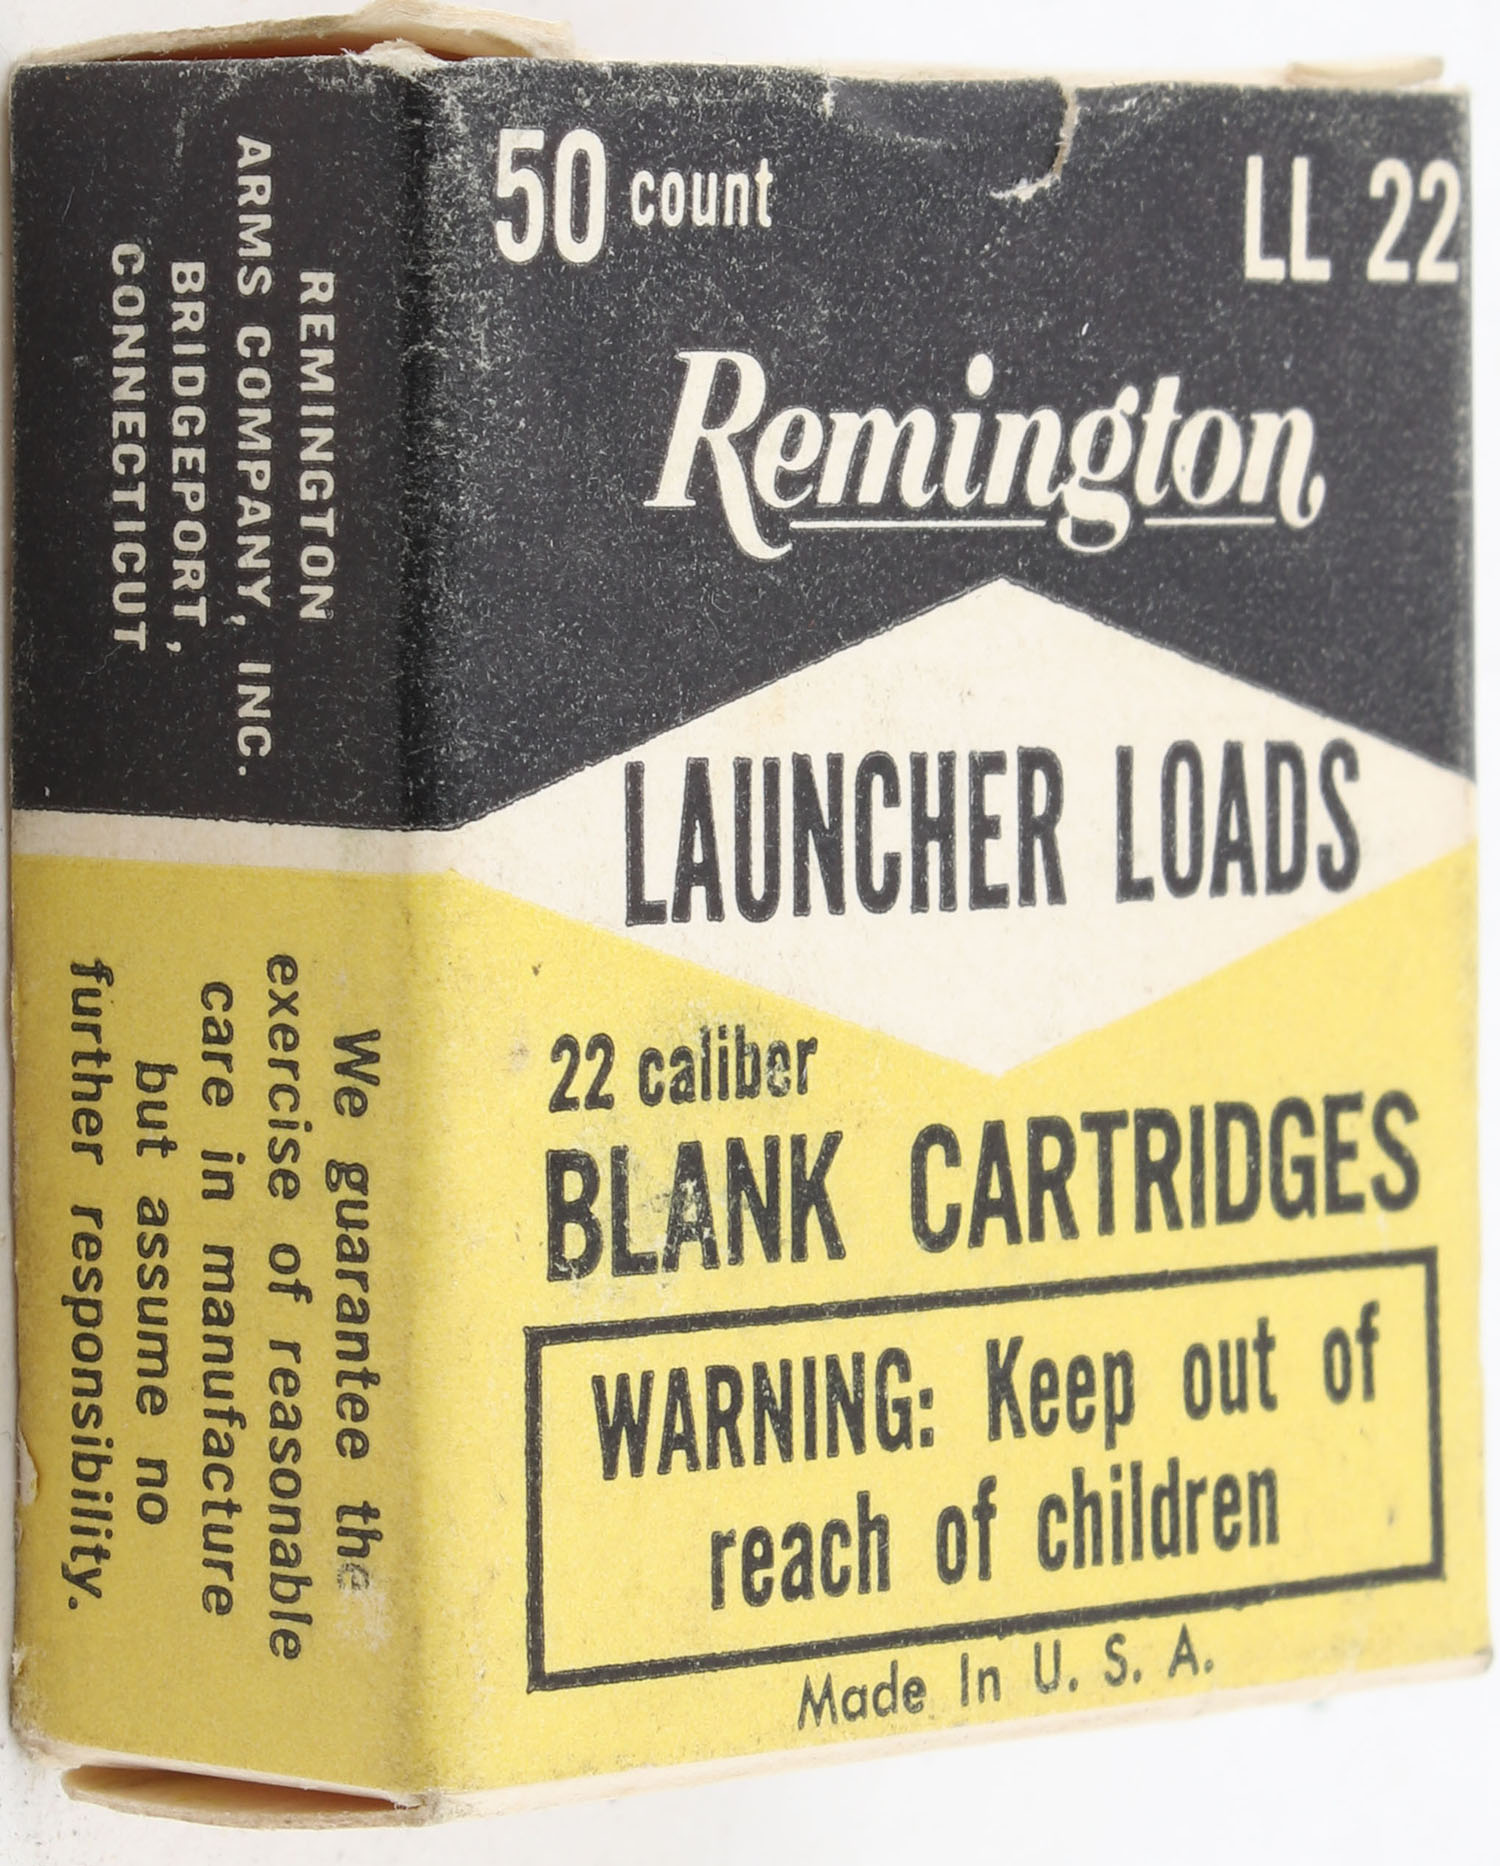 50 count
LL 22
Remington
LAUNCHER LOADS
22 caliber
BLANK CARTRIDGES
WARNING: Keep out of
reach of children
Made In U. S. A.
REMINGTON
ARMS COMPANY, INC.
BRIDGEPORT,
CONNECTICUT
We guarantee the
exercise of reasonable
care in manufacture
but assume no
further responsibility.